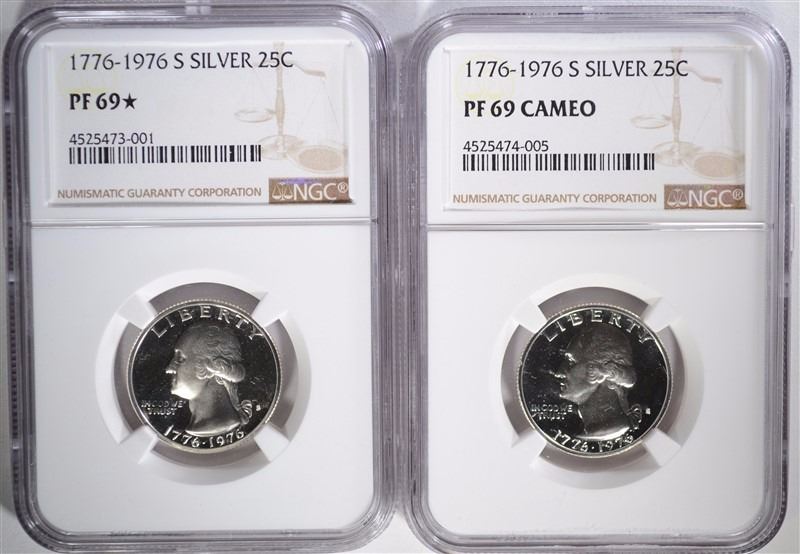 1776-1976 S SILVER 25C
PF 69★
4525473-001
NUMISMATIC GUARANTY CORPORATION NGC®
LIBERTY
IN GOD WE
TRUST
S
1776·1976
1776-1976 S SILVER 25C
PF 69 CAMEO
4525474-005
NUMISMATIC GUARANTY CORPORATION NGC®
LIBERTY
IN GOD WE
TRUST
S
1776·1976